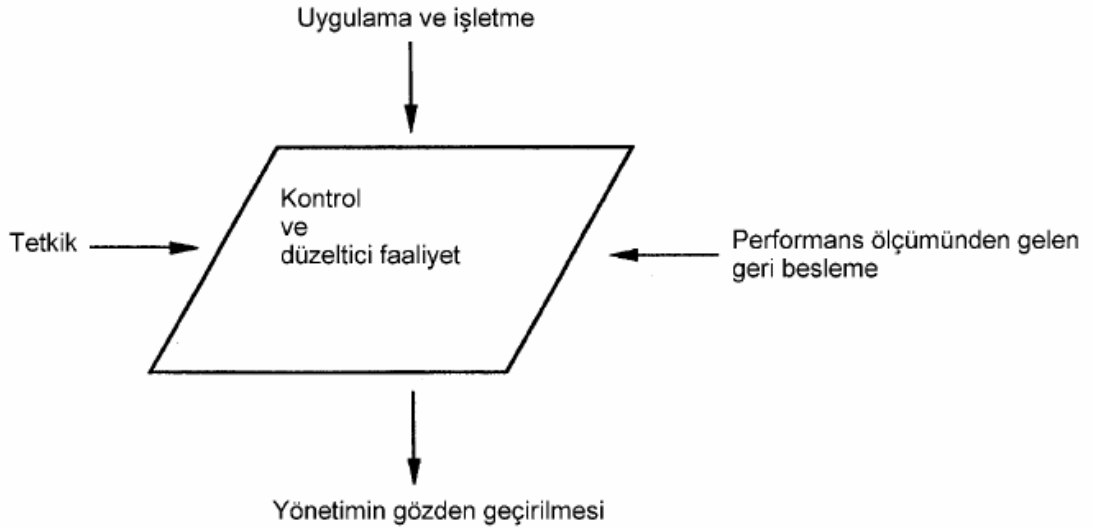 Uygulama ve işletme
Kontrol
ve
düzeltici faaliyet
Tetkik
Performans ölçümünden gelen
geri besleme
Yönetimin gözden geçirilmesi